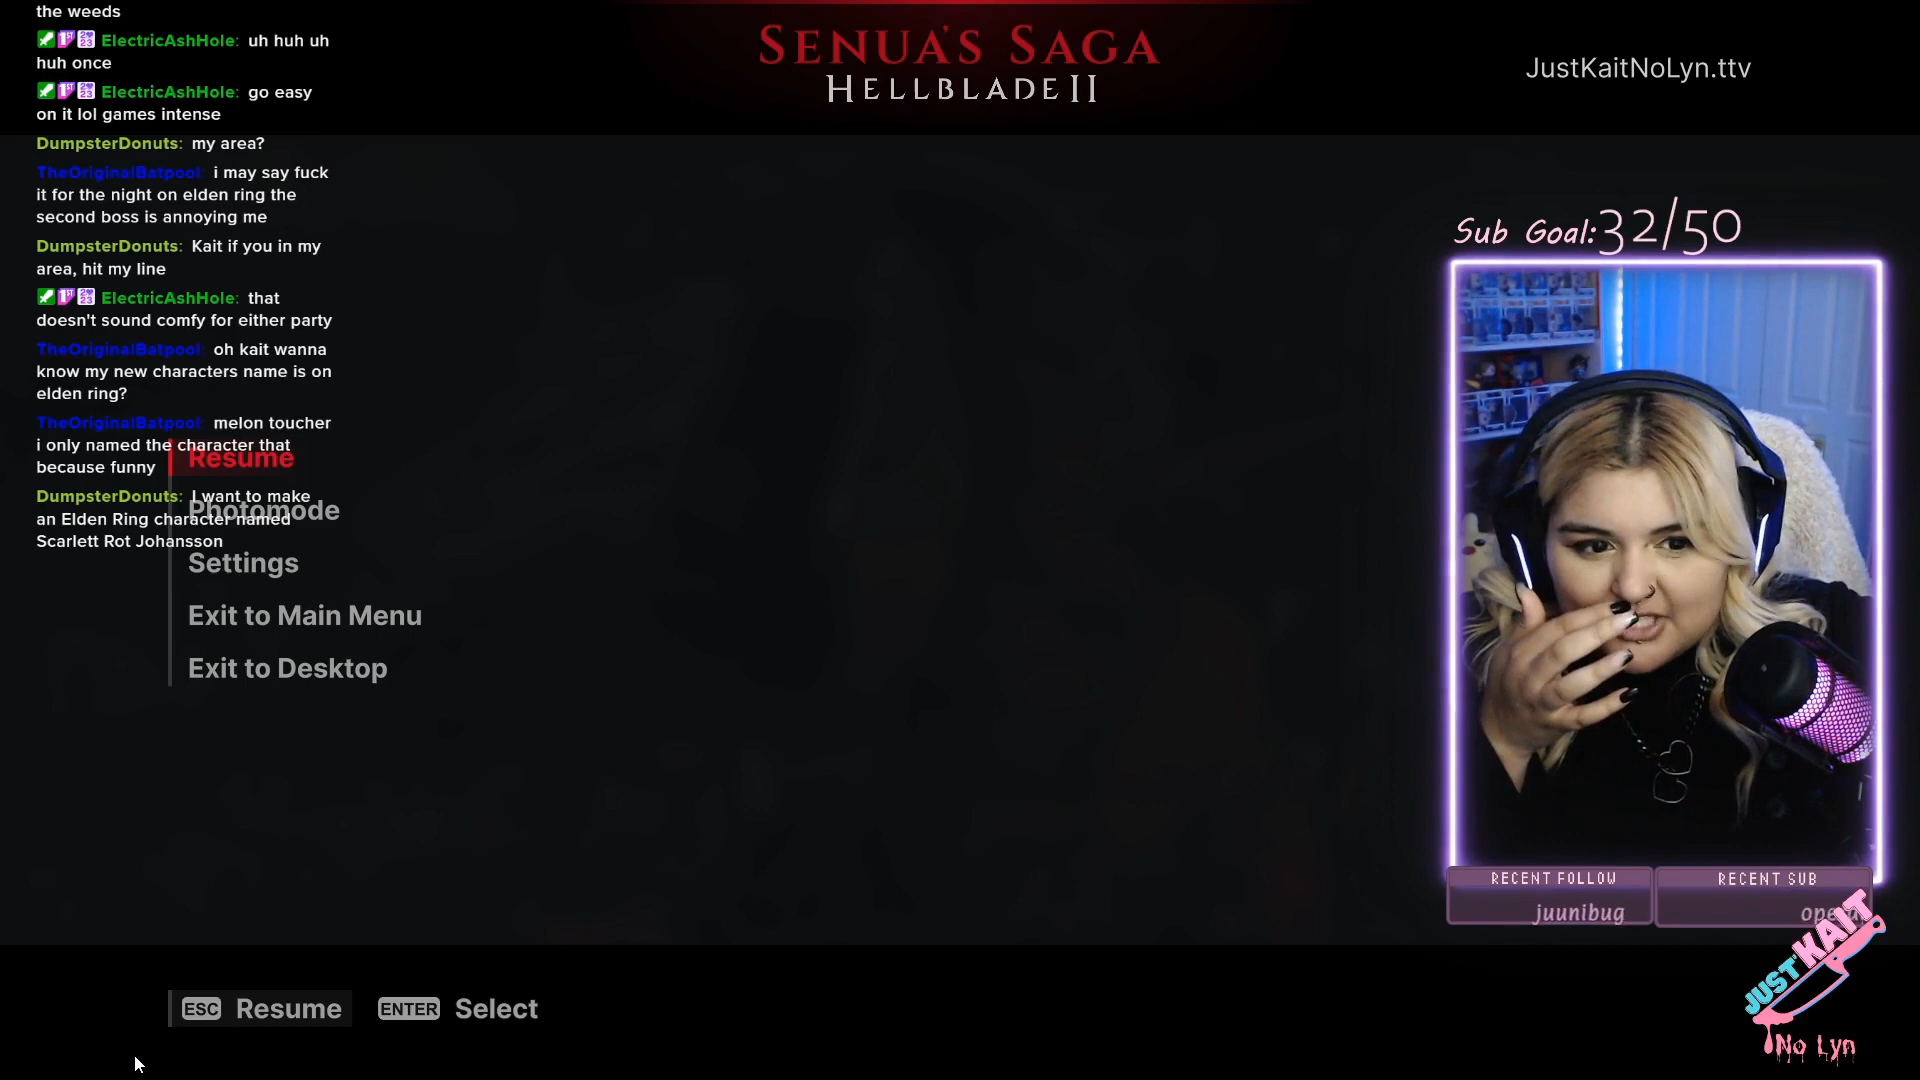 the weeds
ElectricAshHole: uh huh uh
huh once
ElectricAshHole: go easy
on it lol games intense
DumpsterDonuts: my area?
TheOriginalBatpool: i may say fuck
it for the night on elden ring the
second boss is annoying me
DumpsterDonuts: Kait if you in my
area, hit my line
ElectricAshHole: that
doesn't sound comfy for either party
TheOriginalBatpool: oh kait wanna
know my new characters name is on
elden ring?
TheOriginalBatpool: melon toucher
i only named the character that
because funny
DumpsterDonuts: I want to make
an Elden Ring character named
Scarlett Rot Johansson
Resume
Photomode
Settings
Exit to Main Menu
Exit to Desktop
ESC Resume ENTER Select
SENUA'S SAGA
HELLBLADE II
JustKaitNoLyn.ttv
Sub Goal:32/50
RECENT FOLLOW
juunibug
RECENT SUB
JUST KAIT
No Lyn